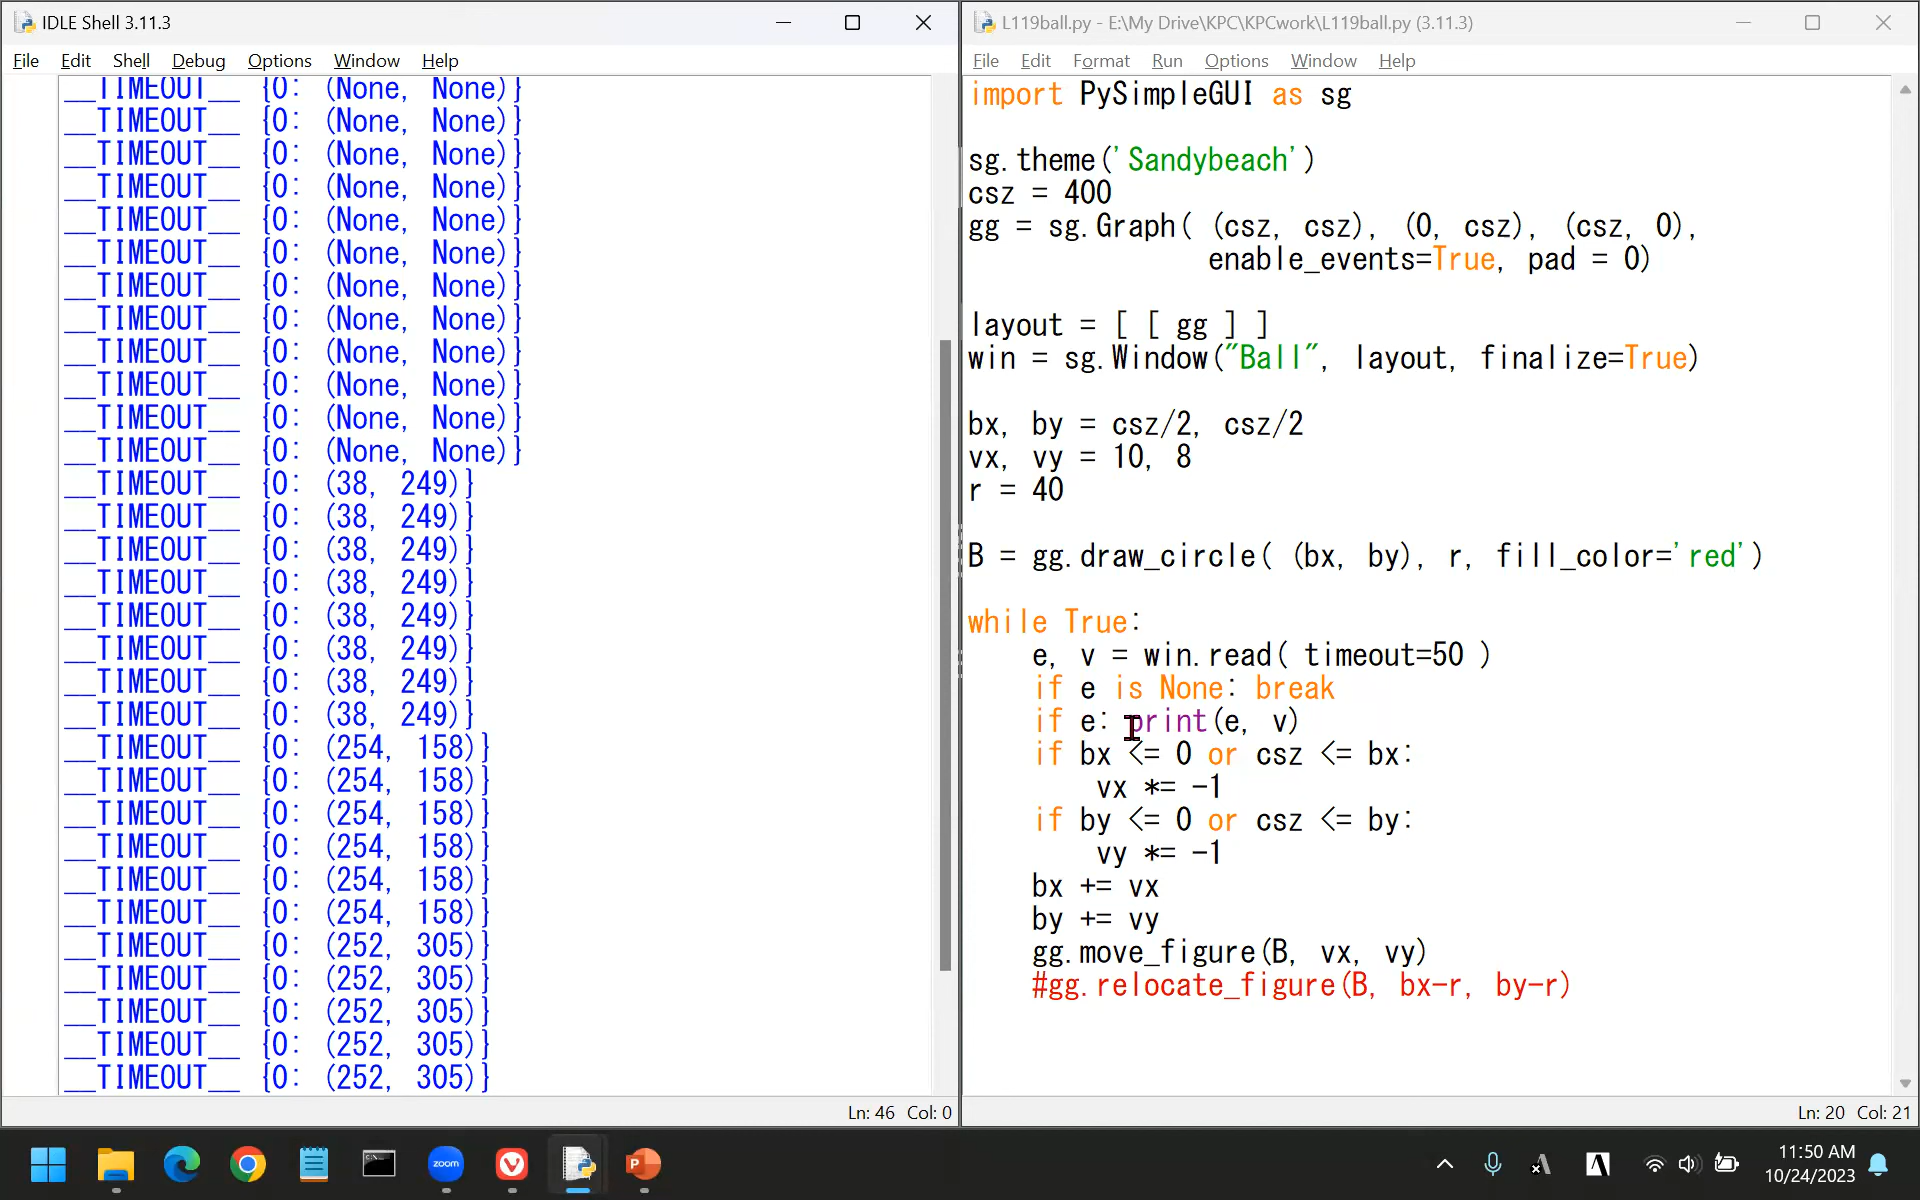 IDLE Shell 3.11.3
File Edit Shell Debug Options Window Help
__TIMEOUT__ {0: (None, None)}
__TIMEOUT__ {0: (None, None)}
__TIMEOUT__ {0: (None, None)}
__TIMEOUT__ {0: (None, None)}
__TIMEOUT__ {0: (None, None)}
__TIMEOUT__ {0: (None, None)}
__TIMEOUT__ {0: (None, None)}
__TIMEOUT__ {0: (None, None)}
__TIMEOUT__ {0: (None, None)}
__TIMEOUT__ {0: (None, None)}
__TIMEOUT__ {0: (None, None)}
__TIMEOUT__ {0: (None, None)}
__TIMEOUT__ {0: (38, 249)}
__TIMEOUT__ {0: (38, 249)}
__TIMEOUT__ {0: (38, 249)}
__TIMEOUT__ {0: (38, 249)}
__TIMEOUT__ {0: (38, 249)}
__TIMEOUT__ {0: (38, 249)}
__TIMEOUT__ {0: (38, 249)}
__TIMEOUT__ {0: (38, 249)}
__TIMEOUT__ {0: (254, 158)}
__TIMEOUT__ {0: (254, 158)}
__TIMEOUT__ {0: (254, 158)}
__TIMEOUT__ {0: (254, 158)}
__TIMEOUT__ {0: (254, 158)}
__TIMEOUT__ {0: (254, 158)}
__TIMEOUT__ {0: (252, 305)}
__TIMEOUT__ {0: (252, 305)}
__TIMEOUT__ {0: (252, 305)}
__TIMEOUT__ {0: (252, 305)}
__TIMEOUT__ {0: (252, 305)}
Ln: 46 Col: 0
L119ball.py - E:\My Drive\KPC\KPCwork\L119ball.py (3.11.3)
File Edit Format Run Options Window Help
import PySimpleGUI as sg
sg.theme('Sandybeach')
csz = 400
gg = sg.Graph( (csz, csz), (0, csz), (csz, 0),
enable_events=True, pad = 0)
layout = [ [ gg ] ]
win = sg.Window("Ball", layout, finalize=True)
bx, by = csz/2, csz/2
vx, vy = 10, 8
r = 40
B = gg.draw_circle( (bx, by), r, fill_color='red')
while True:
e, v = win.read( timeout=50 )
if e is None: break
if e: print(e, v)
if bx <= 0 or csz <= bx:
vx *= -1
if by <= 0 or csz <= by:
vy *= -1
bx += vx
by += vy
gg.move_figure(B, vx, vy)
#gg.relocate_figure(B, bx-r, by-r)
Ln: 20 Col: 21
zoom
11:50 AM
10/24/2023